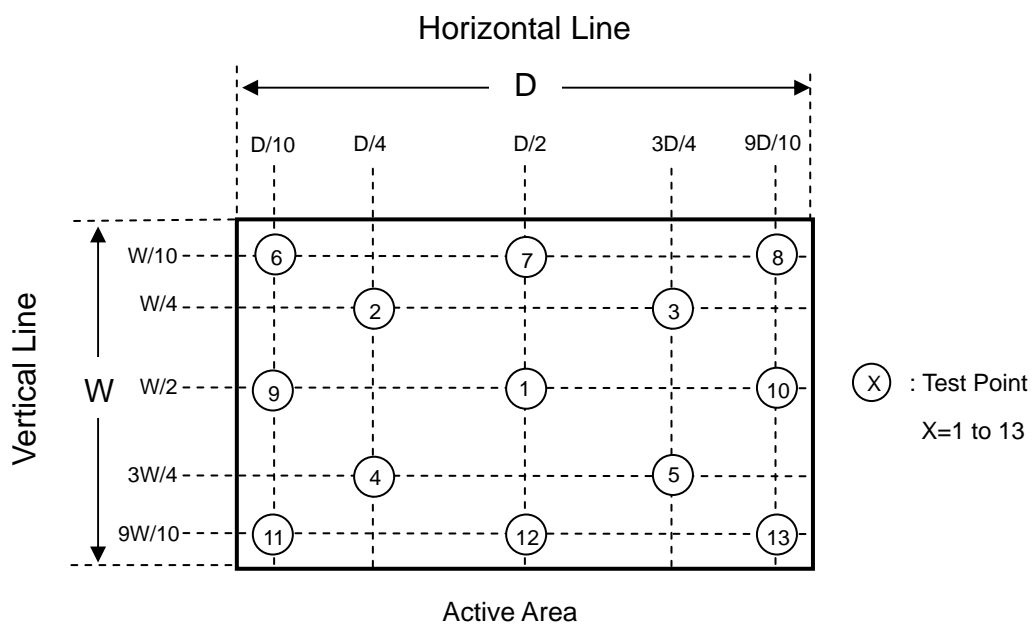 Horizontal Line
D
D/10 D/4 D/2 3D/4 9D/10
Vertical Line
W
W/10
6 7 8
W/4
2 3
W/2
9 1 10
X : Test Point
X=1 to 13
3W/4
4 5
9W/10
11 12 13
Active Area